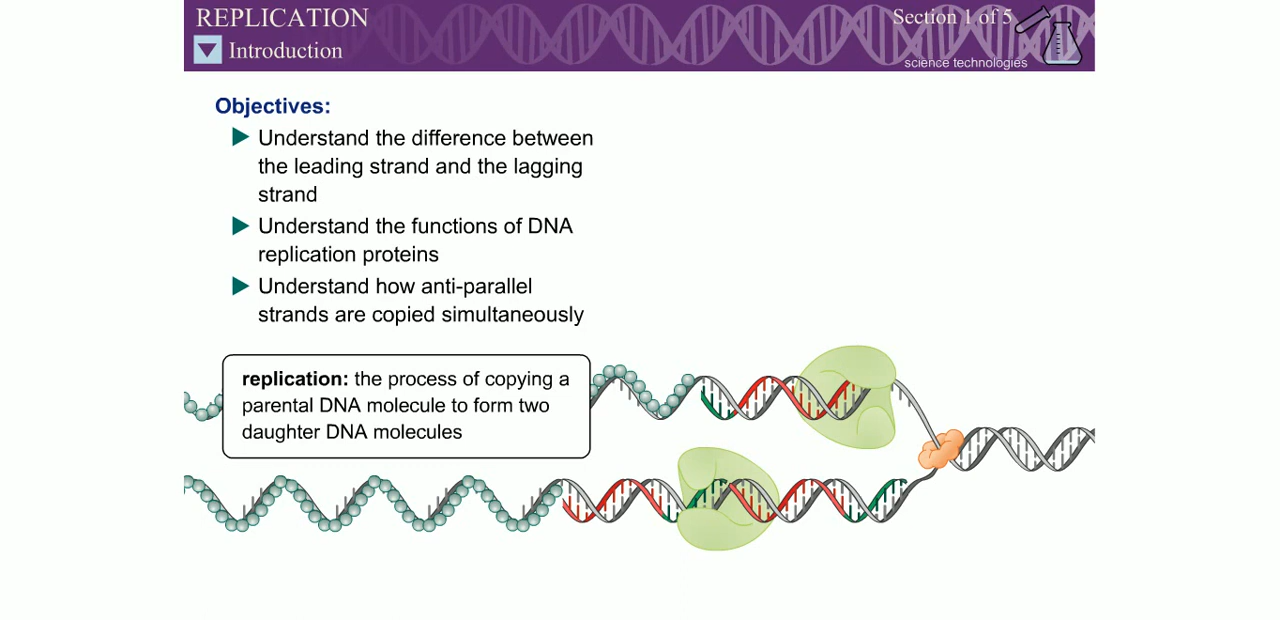 REPLICATION
Section 1 of 5
Introduction
science technologies
Objectives:
Understand the difference between
the leading strand and the lagging
strand
Understand the functions of DNA
replication proteins
Understand how anti-parallel
strands are copied simultaneously
replication: the process of copying a
parental DNA molecule to form two
daughter DNA molecules